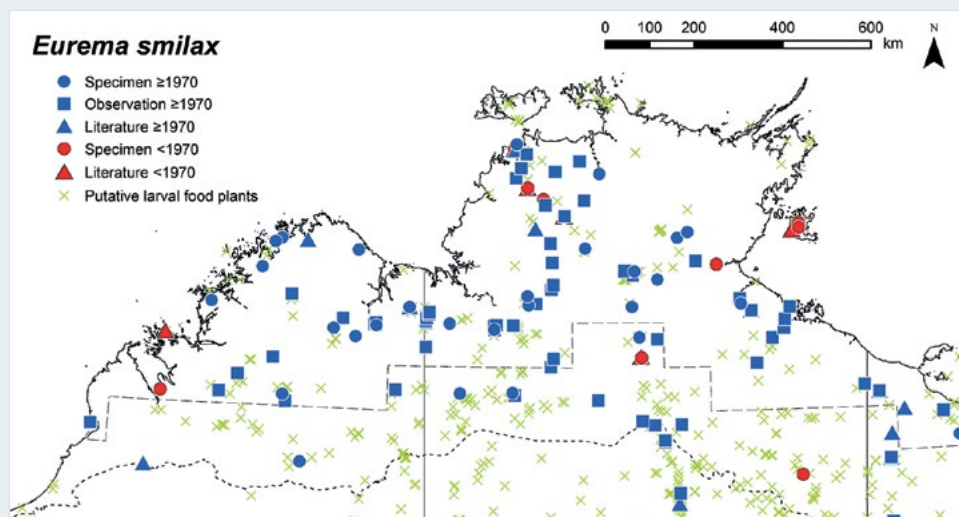 Eurema smilax
0 100 200 400 600
km
N
Specimen ≥1970
Observation ≥1970
Literature ≥1970
Specimen <1970
Literature <1970
Putative larval food plants